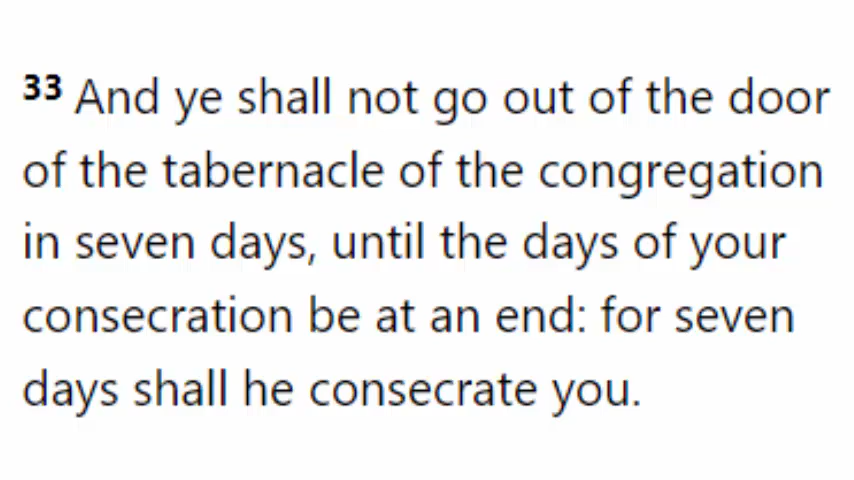 33 And ye shall not go out of the door
of the tabernacle of the congregation
in seven days, until the days of your
consecration be at an end: for seven
days shall he consecrate you.